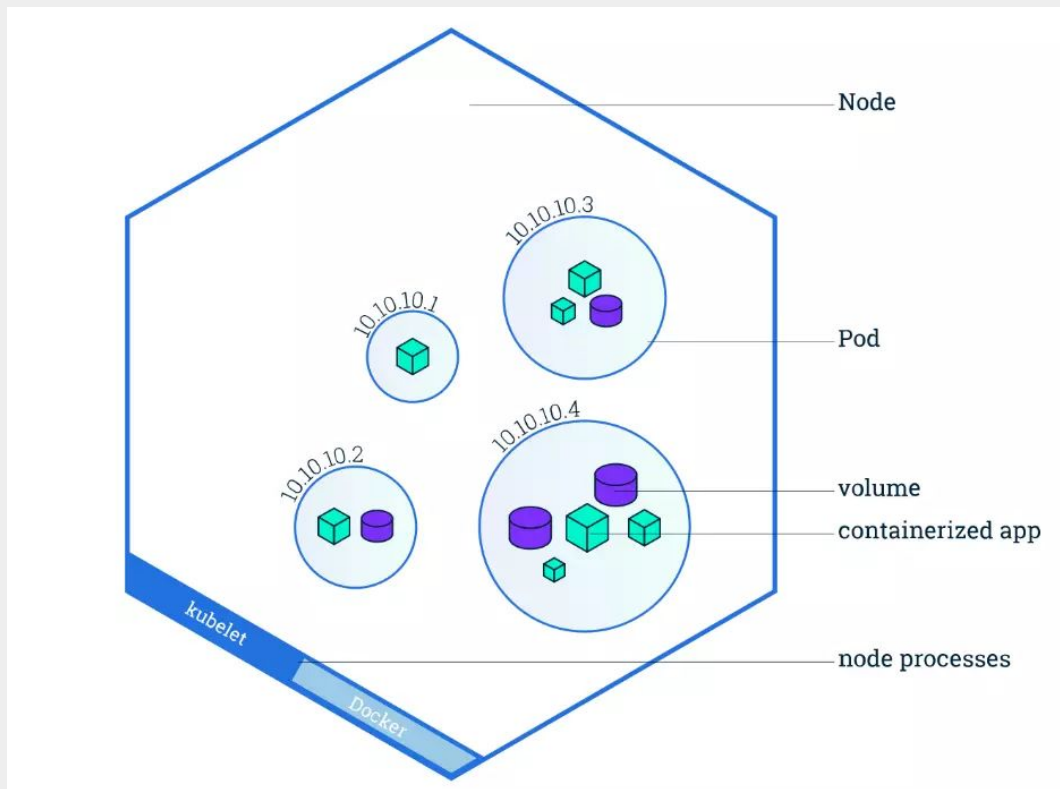 Node
10.10.10.3
10.10.10.1
Pod
10.10.10.4
10.10.10.2
volume
containerized app
kubelet
node processes
Docker